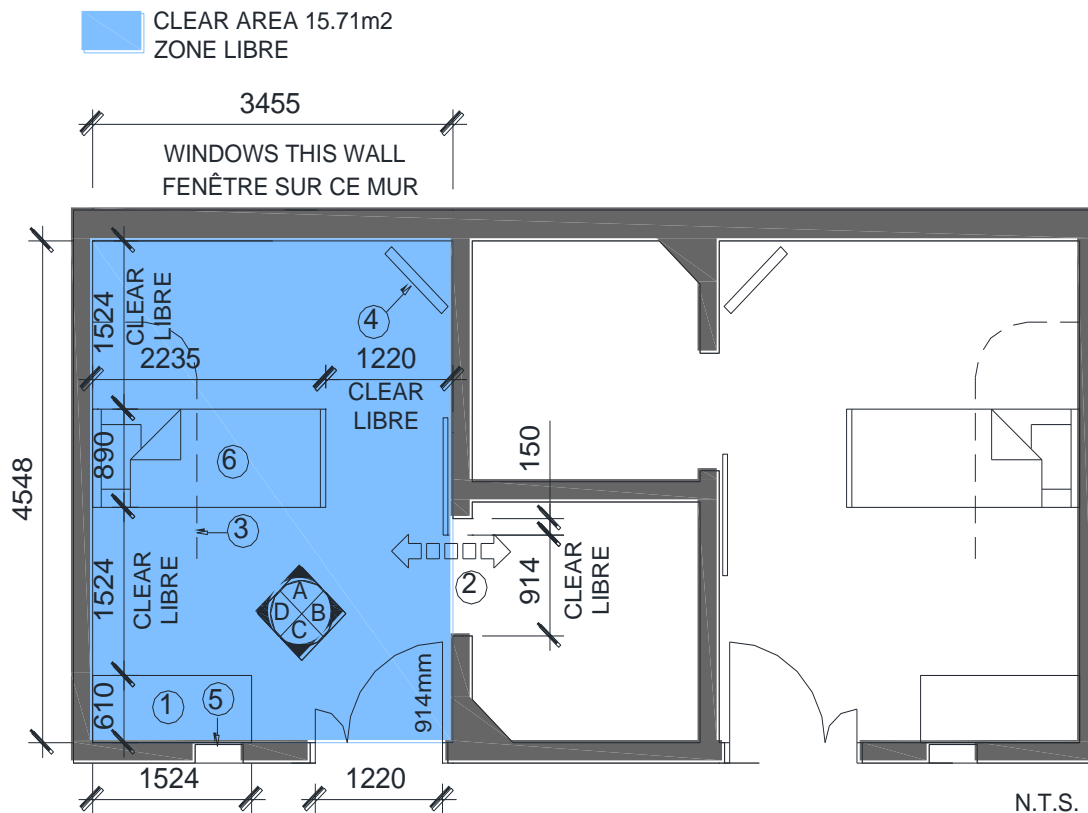 CLEAR AREA 15.71m2
ZONE LIBRE
3455
WINDOWS THIS WALL
FENÊTRE SUR CE MUR
4548
1524
CLEAR
LIBRE
4
2235
1220
CLEAR
LIBRE
890
6
150
3
1524
CLEAR
LIBRE
2
914
CLEAR
LIBRE
A
D
B
C
610
1
5
914mm
1524
1220
N.T.S.